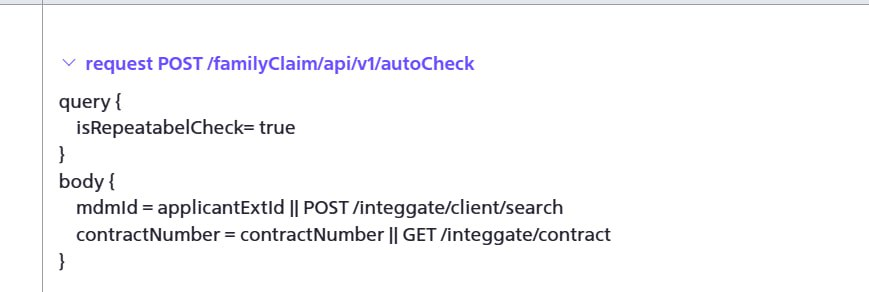 request POST /familyClaim/api/v1/autoCheck
query {
isRepeatabelCheck= true
}
body {
mdmId = applicantExtId || POST /integgate/client/search
contractNumber = contractNumber || GET /integgate/contract
}